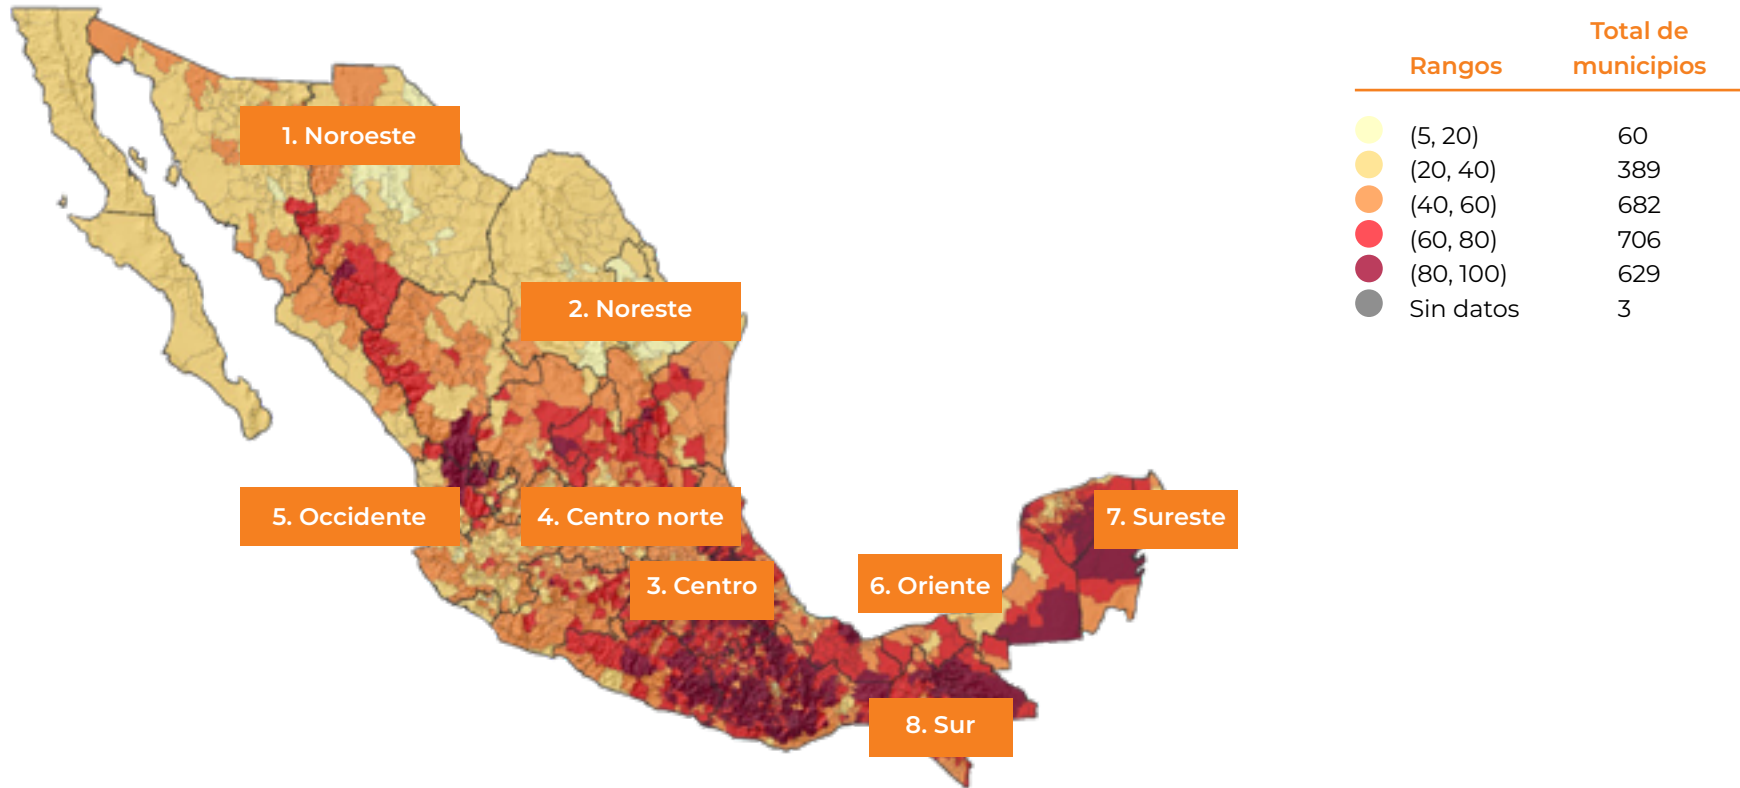 Total de
Rangos municipios
(5, 20) 60
(20, 40) 389
(40, 60) 682
(60, 80) 706
(80, 100) 629
Sin datos 3
1. Noroeste
2. Noreste
5. Occidente
4. Centro norte
7. Sureste
3. Centro
6. Oriente
8. Sur